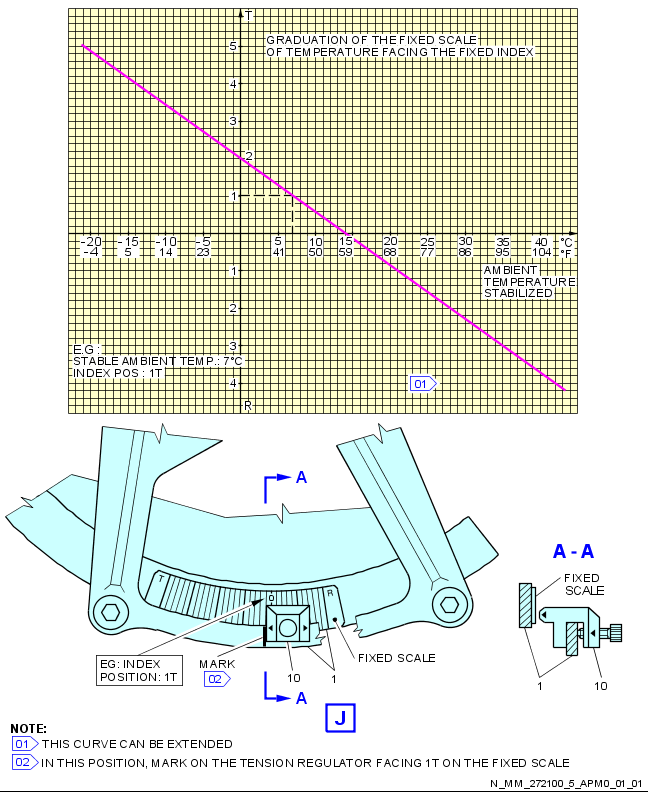 T
GRADUATION OF THE FIXED SCALE
OF TEMPERATURE FACING THE FIXED INDEX
5
4
3
2
1
-20 -15 -10 -5 5 10 15 20 25 30 35 40 °C
-4 5 14 23 41 50 59 68 77 86 95 104 °F
1
AMBIENT
TEMPERATURE
STABILIZED
2
3
E.G :
STABLE AMBIENT TEMP.: 7°C
INDEX POS : 1T
4
01
R
A
A - A
T
0
R
FIXED
SCALE
EG: INDEX
POSITION: 1T
MARK
02
10
1
FIXED SCALE
1
10
A
J
NOTE:
01 THIS CURVE CAN BE EXTENDED
02 IN THIS POSITION, MARK ON THE TENSION REGULATOR FACING 1T ON THE FIXED SCALE
N_MM_272100_5_APM0_01_01